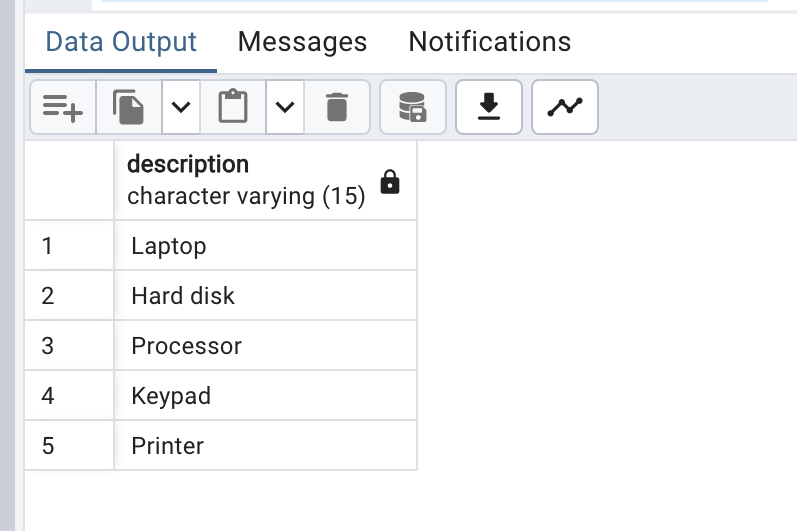 Data Output Messages Notifications
description
character varying (15)
1 Laptop
2 Hard disk
3 Processor
4 Keypad
5 Printer